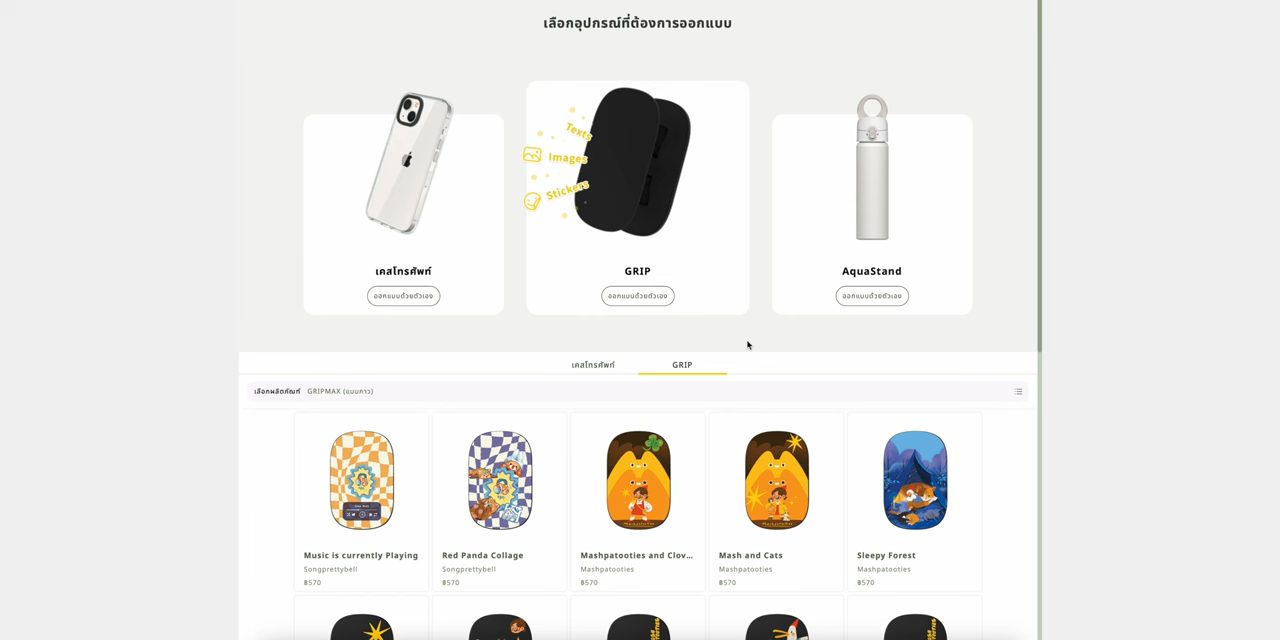 เลือกอุปกรณ์ที่ต้องการออกแบบ
Texts
Images
Stickers
เคสโทรศัพท์
GRIP
AquaStand
ออกแบบด้วยตัวเอง
ออกแบบด้วยตัวเอง
ออกแบบด้วยตัวเอง
เคสโทรศัพท์
GRIP
เลือกผลิตภัณฑ์ GRIPMAX (แบบกาว)
Music is currently Playing
Songprettybell
฿570
Red Panda Collage
Songprettybell
฿570
Mashpatooties and Clov...
Mashpatooties
฿570
Mash and Cats
Mashpatooties
฿570
Sleepy Forest
Mashpatooties
฿570